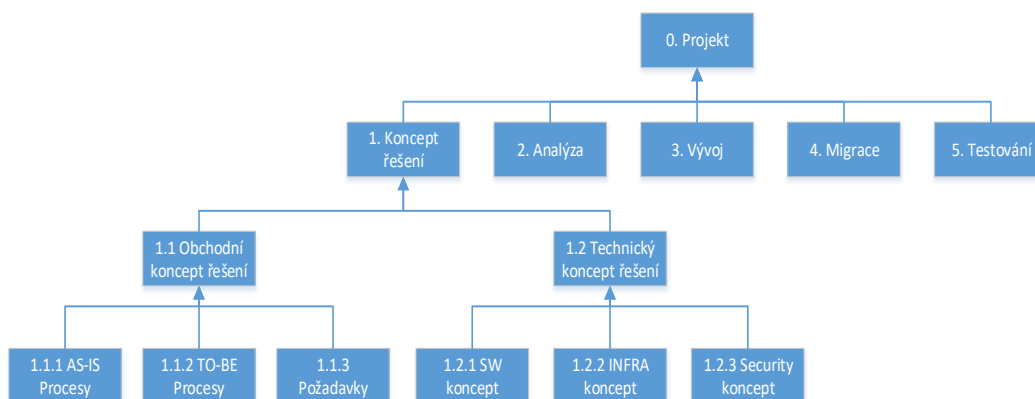 0. Projekt
1. Koncept
řešení
2. Analýza
3. Vývoj
4. Migrace
5. Testování
1.1 Obchodní
koncept řešení
1.2 Technický
koncept řešení
1.1.1 AS-IS
Procesy
1.1.2 TO-BE
Procesy
1.1.3
Požadavky
1.2.1 SW
koncept
1.2.2 INFRA
koncept
1.2.3 Security
koncept